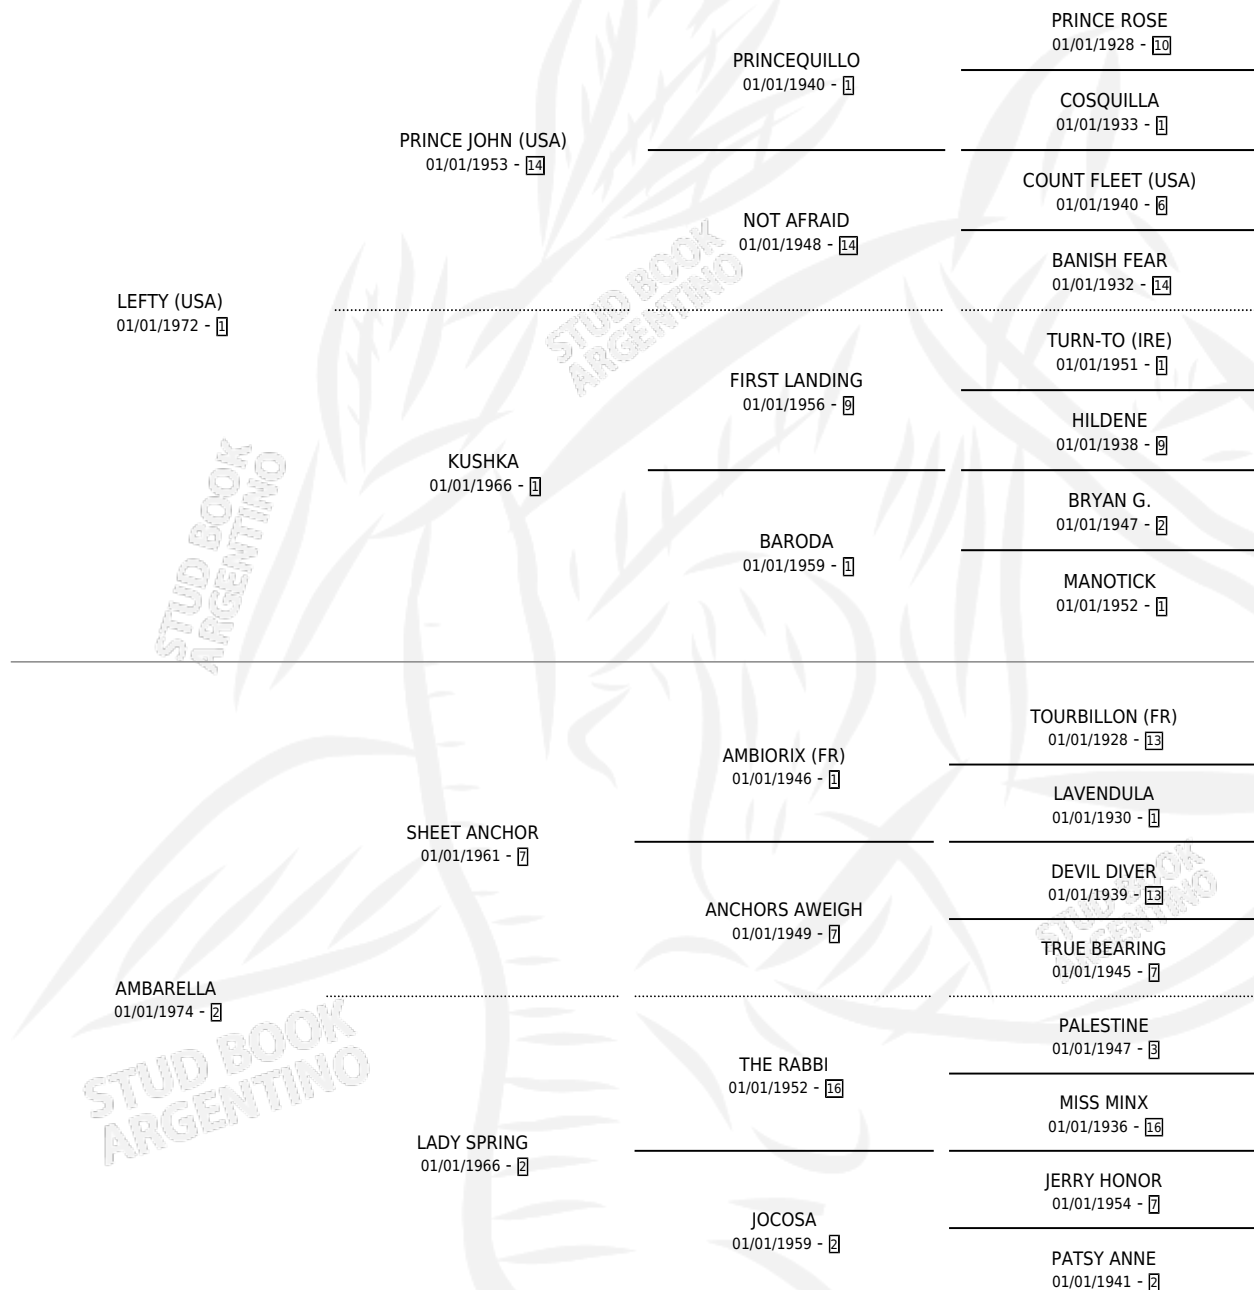 PRINCE ROSE
01/01/1928 - 10
PRINCEQUILLO
01/01/1940 - 1
COSQUILLA
01/01/1933 - 1
PRINCE JOHN (USA)
01/01/1953 - 14
COUNT FLEET (USA)
01/01/1940 - 6
NOT AFRAID
01/01/1948 - 14
BANISH FEAR
01/01/1932 - 14
LEFTY (USA)
01/01/1972 - 1
STUD BOOK
ARGENTINO
TURN-TO (IRE)
01/01/1951 - 1
FIRST LANDING
01/01/1956 - 9
HILDENE
01/01/1938 - 9
KUSHKA
01/01/1966 - 1
BRYAN G.
01/01/1947 - 2
BARODA
01/01/1959 - 1
MANOTICK
01/01/1952 - 1
STUD BOOK
ARGENTINO
TOURBILLON (FR)
01/01/1928 - 13
AMBIORIX (FR)
01/01/1946 - 1
LAVENDULA
01/01/1930 - 1
SHEET ANCHOR
01/01/1961 - 7
DEVIL DIVER
01/01/1939 - 13
STUD BOOK
ARGENTINO
ANCHORS AWEIGH
01/01/1949 - 7
TRUE BEARING
01/01/1945 - 7
AMBARELLA
01/01/1974 - 2
STUD BOOK
ARGENTINO
PALESTINE
01/01/1947 - 3
THE RABBI
01/01/1952 - 16
MISS MINX
01/01/1936 - 16
LADY SPRING
01/01/1966 - 2
JERRY HONOR
01/01/1954 - 7
JOCOSA
01/01/1959 - 2
PATSY ANNE
01/01/1941 - 2